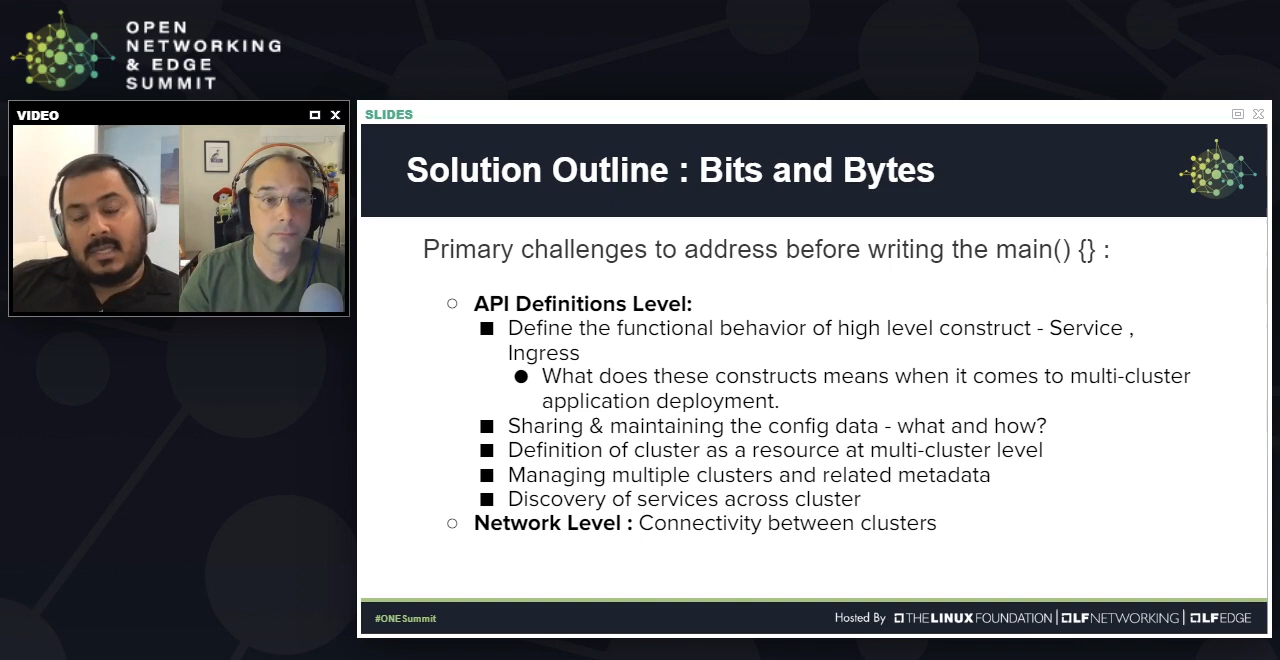 OPEN
NETWORKING
& EDGE
SUMMIT
VIDEO
SLIDES
Solution Outline : Bits and Bytes
Primary challenges to address before writing the main() {} :
API Definitions Level:
Define the functional behavior of high level construct - Service ,
Ingress
What does these constructs means when it comes to multi-cluster
application deployment.
Sharing & maintaining the config data - what and how?
Definition of cluster as a resource at multi-cluster level
Managing multiple clusters and related metadata
Discovery of services across cluster
Network Level : Connectivity between clusters
#ONESummit
Hosted By THE LINUX FOUNDATION | LF NETWORKING | LF EDGE